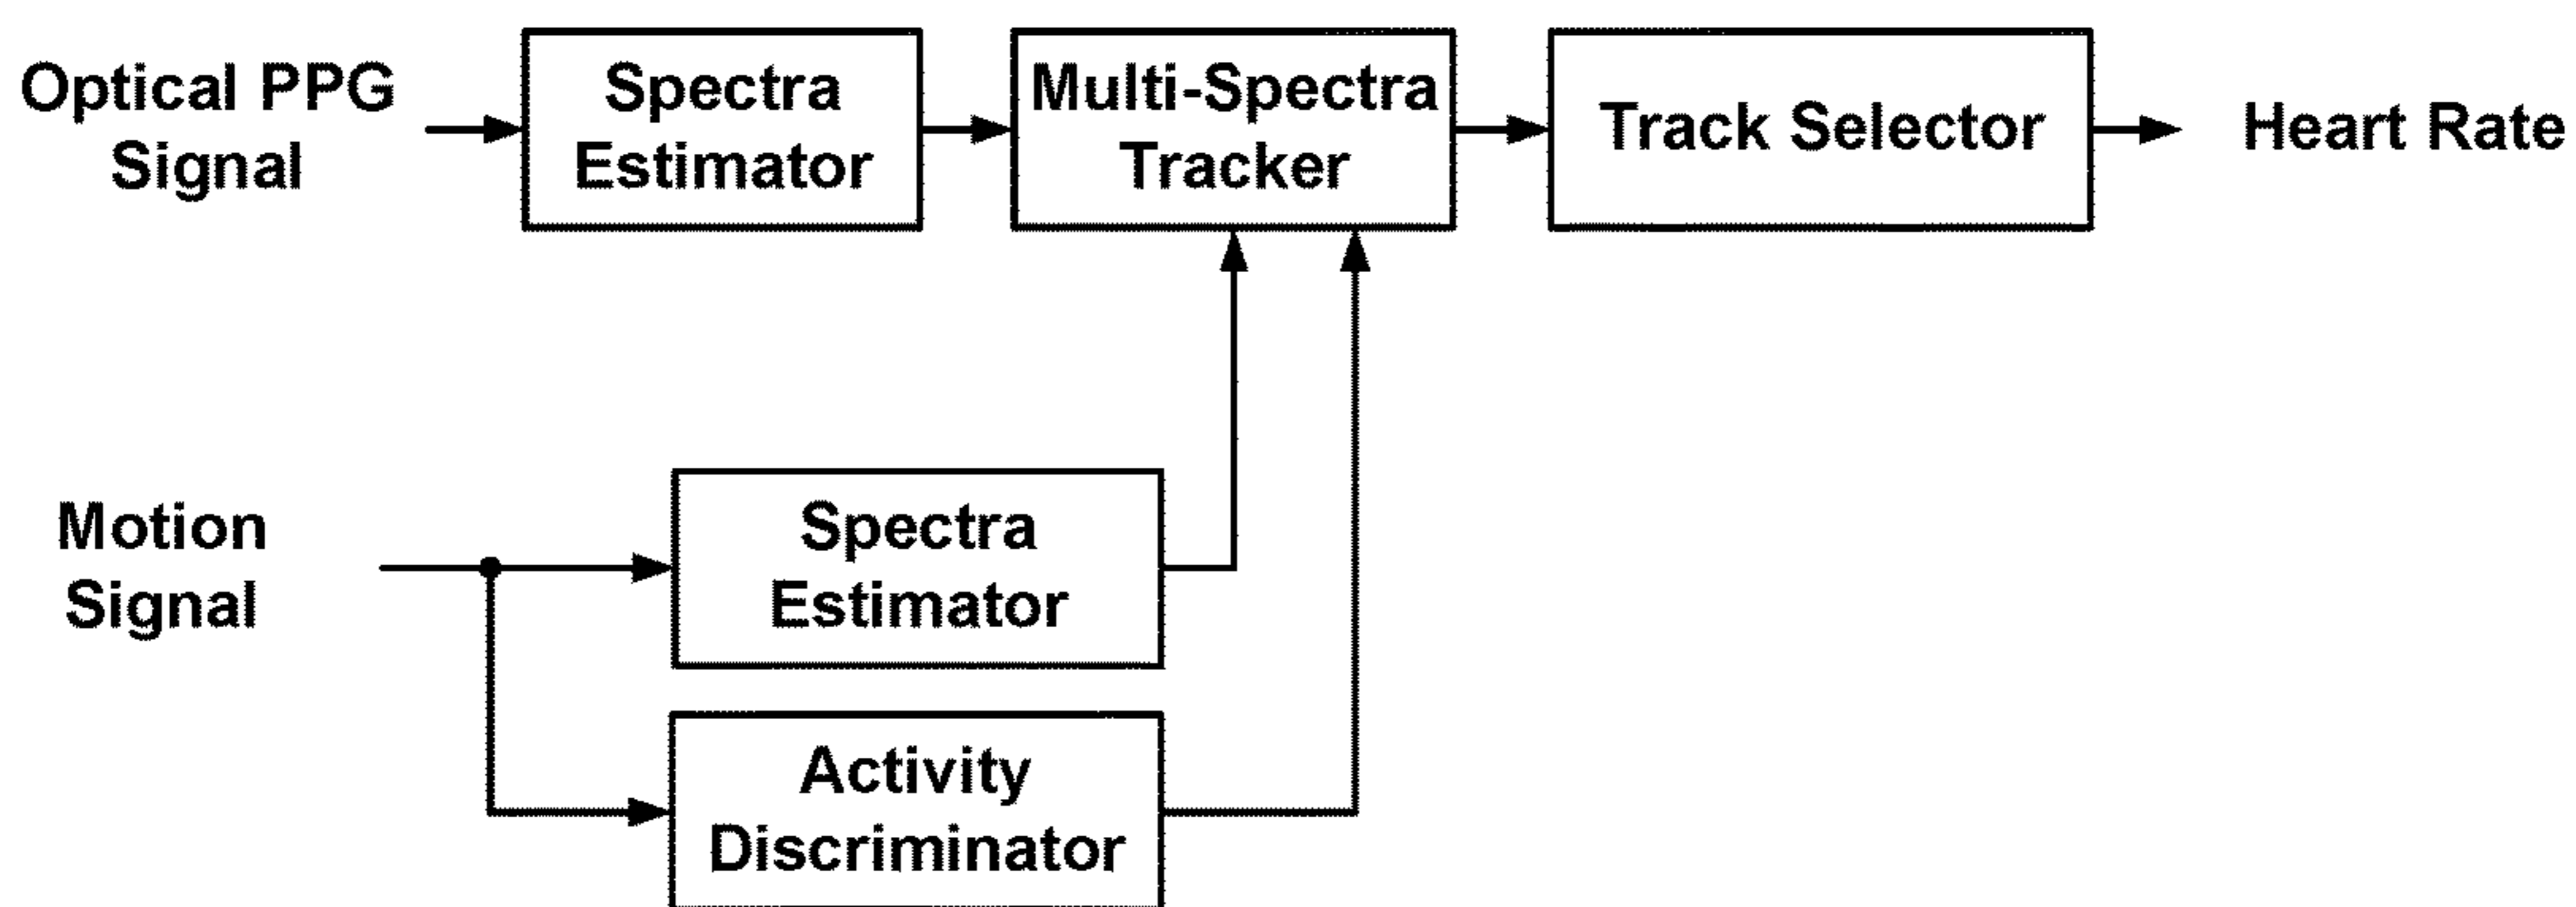 Optical PPG
Signal
Spectra
Estimator
Multi-Spectra
Tracker
Track Selector
Heart Rate
Motion
Signal
Spectra
Estimator
Activity
Discriminator